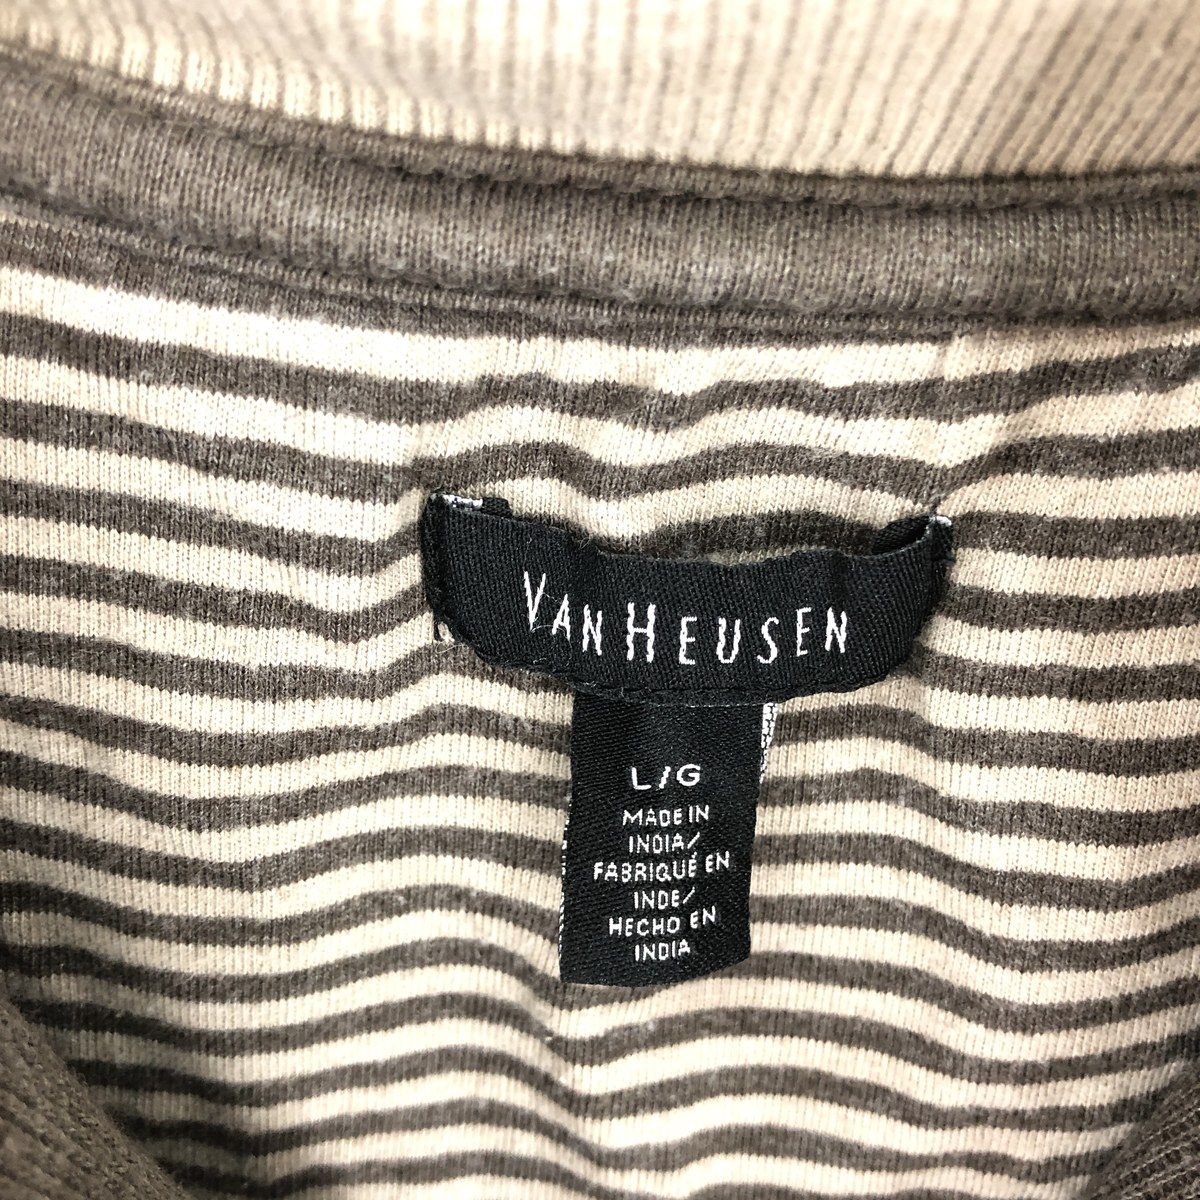 VAN HEUSEN
L/G
MADE IN
INDIA/
FABRIQUÉ EN
INDE/
HECHO EN
INDIA